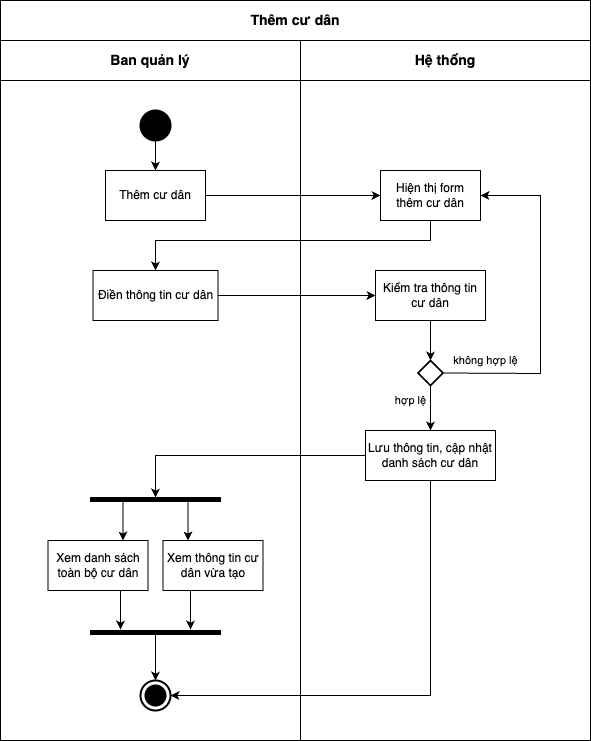 Thêm cư dân
Ban quản lý
Hệ thống
Thêm cư dân
Hiện thị form
thêm cư dân
Điền thông tin cư dân
Kiểm tra thông tin
cư dân
không hợp lệ
hợp lệ
Lưu thông tin, cập nhật
danh sách cư dân
Xem danh sách
toàn bộ cư dân
Xem thông tin cư
dân vừa tạo